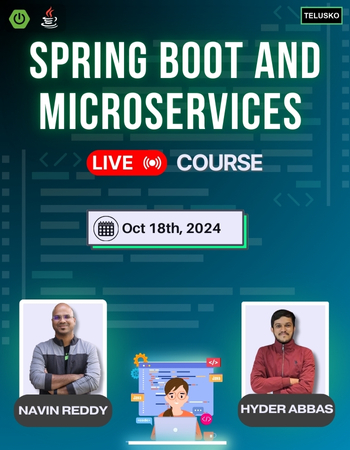 TELUSKO
SPRING BOOT AND
MICROSERVICES
LIVE COURSE
Oct 18th, 2024
NAVIN REDDY
HYDER ABBAS